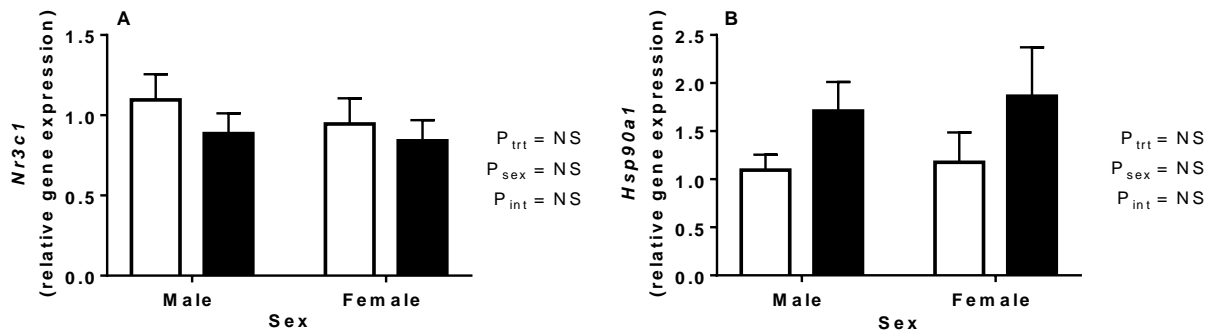 A
Nr3c1
(relative gene expression)
1.5
1.0
0.5
0.0
Male
Female
Sex
P trt = NS
P sex = NS
P int = NS
B
Hsp90a1
(relative gene expression)
2.5
2.0
1.5
1.0
0.5
0.0
Male
Female
Sex
P trt = NS
P sex = NS
P int = NS